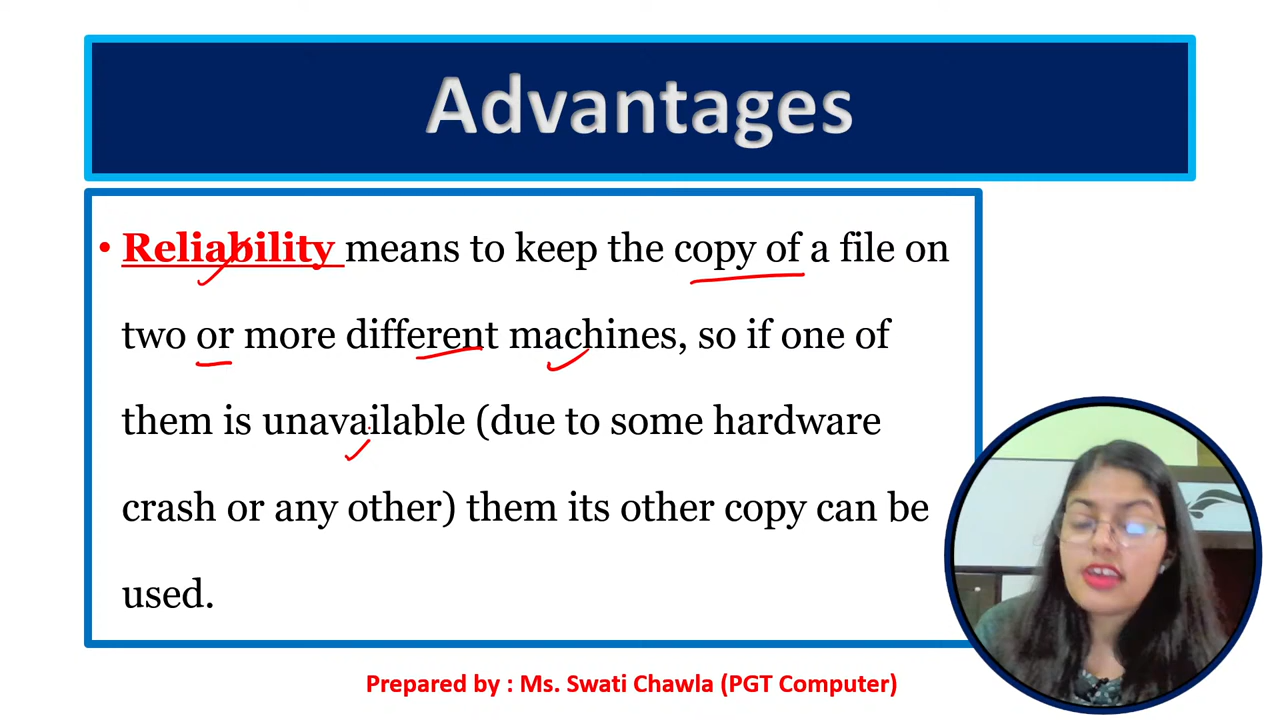 Advantages
• Reliability means to keep the copy of a file on
two or more different machines, so if one of
them is unavailable (due to some hardware
crash or any other) them its other copy can be
used.
Prepared by : Ms. Swati Chawla (PGT Computer)